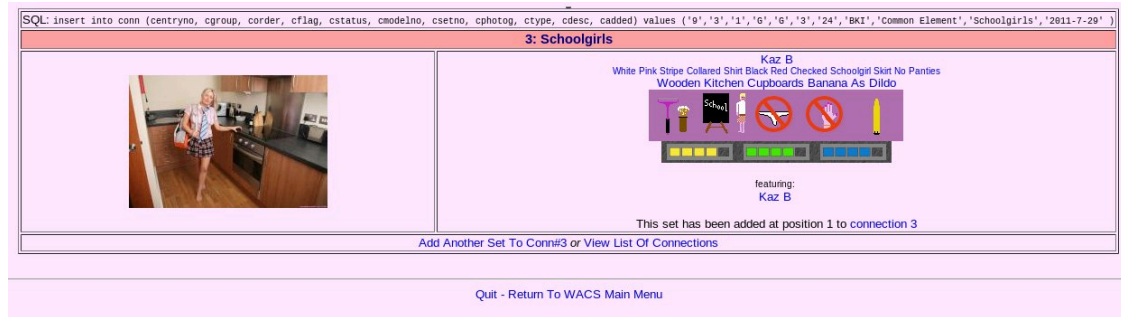 SQL: insert into conn (centryno, cgroup, corder, cflag, cstatus, cmodelno, csetno, cphotog, ctype, cdesc, cadded) values ('9','3','1','G','G','3','24','BKI','Common Element','Schoolgirls','2011-7-29' )
3: Schoolgirls
Kaz B
White Pink Stripe Collared Shirt Black Red Checked Schoolgirl Skirt No Panties
Wooden Kitchen Cupboards Banana As Dildo
School
featuring:
Kaz B
This set has been added at position 1 to connection 3
Add Another Set To Conn#3 or View List Of Connections
Quit - Return To WACS Main Menu